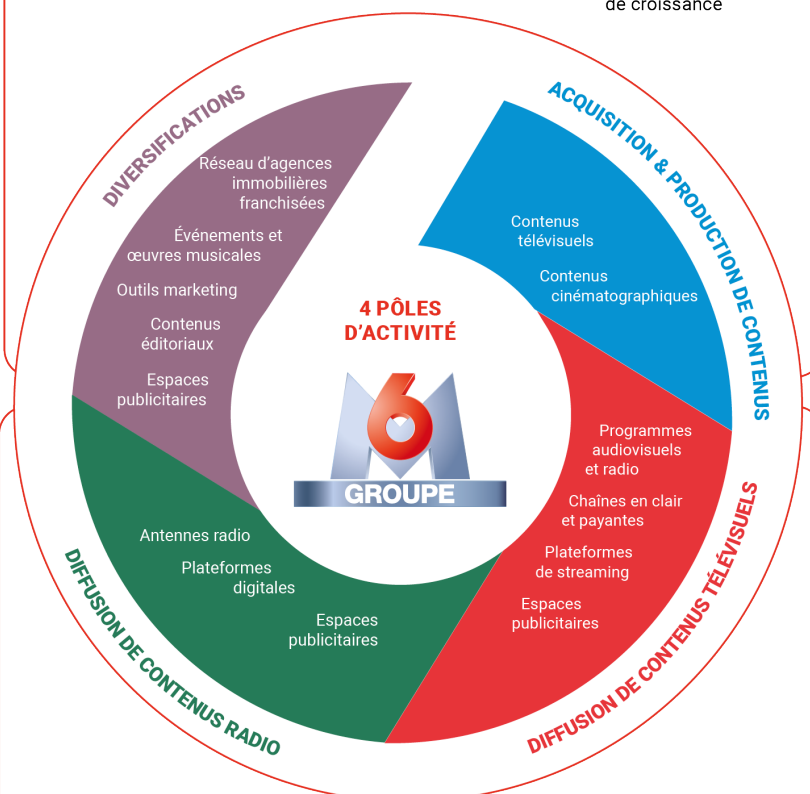 de croissance
DIVERSIFICATIONS
Réseau d’agences
immobilières
franchisées
Événements et
œuvres musicales
Outils marketing
Contenus
éditoriaux
Espaces
publicitaires
ACQUISITION & PRODUCTION DE CONTENUS
Contenus
télévisuels
Contenus
cinématographiques
4 PÔLES
D’ACTIVITÉ
M6
GROUPE
Programmes
audiovisuels
et radio
Chaînes en clair
et payantes
Plateformes
de streaming
Espaces
publicitaires
DIFFUSION DE CONTENUS TÉLÉVISUELS
Antennes radio
Plateformes
digitales
Espaces
publicitaires
DIFFUSION DE CONTENUS RADIO